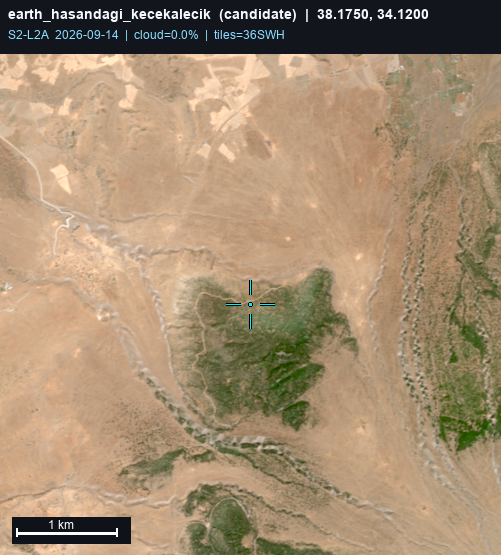 earth_hasandagi_kecekalecik (candidate) | 38.1750, 34.1200
S2-L2A 2026-09-14 | cloud=0.0% | tiles=36SWH
1 km